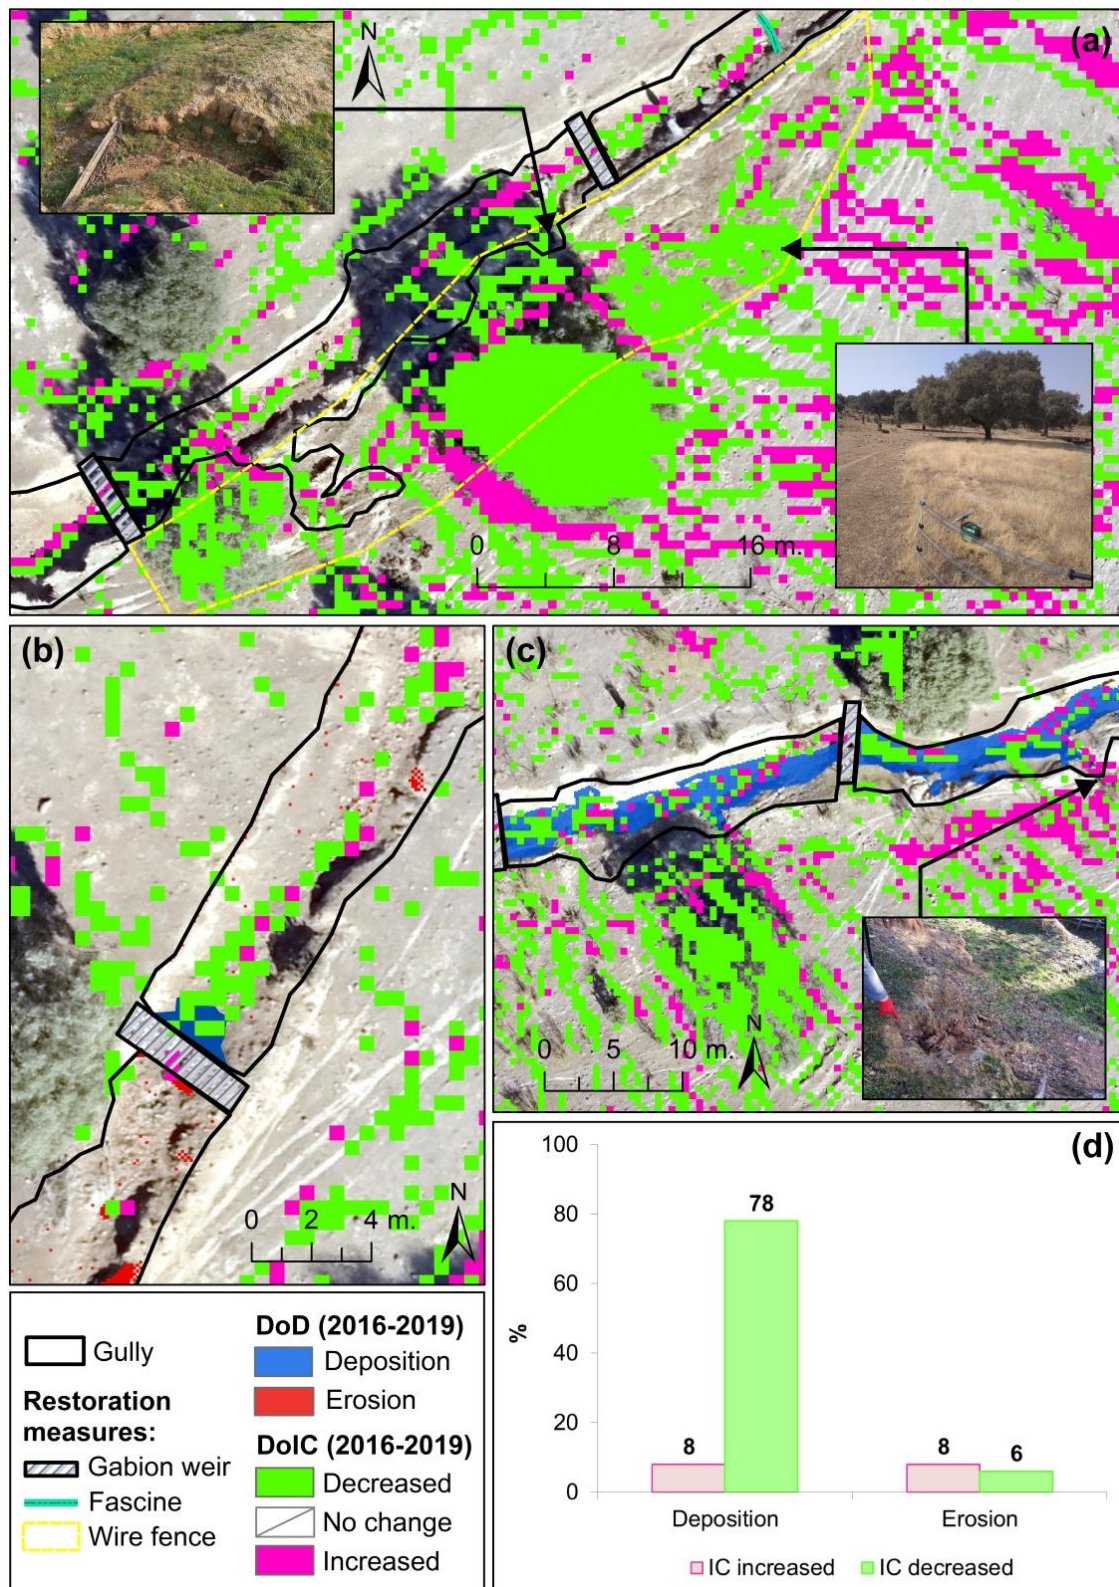 (a)
N
0 8 16 m.
(b)
N
0 2 4 m.
(c)
N
0 5 10 m.
Gully
Restoration
measures:
Gabion weir
Fascine
Wire fence
DoD (2016-2019)
Deposition
Erosion
DoIC (2016-2019)
Decreased
No change
Increased
(d)
100
80
60
40
20
0
%
8
78
8
6
Deposition Erosion
IC increased IC decreased